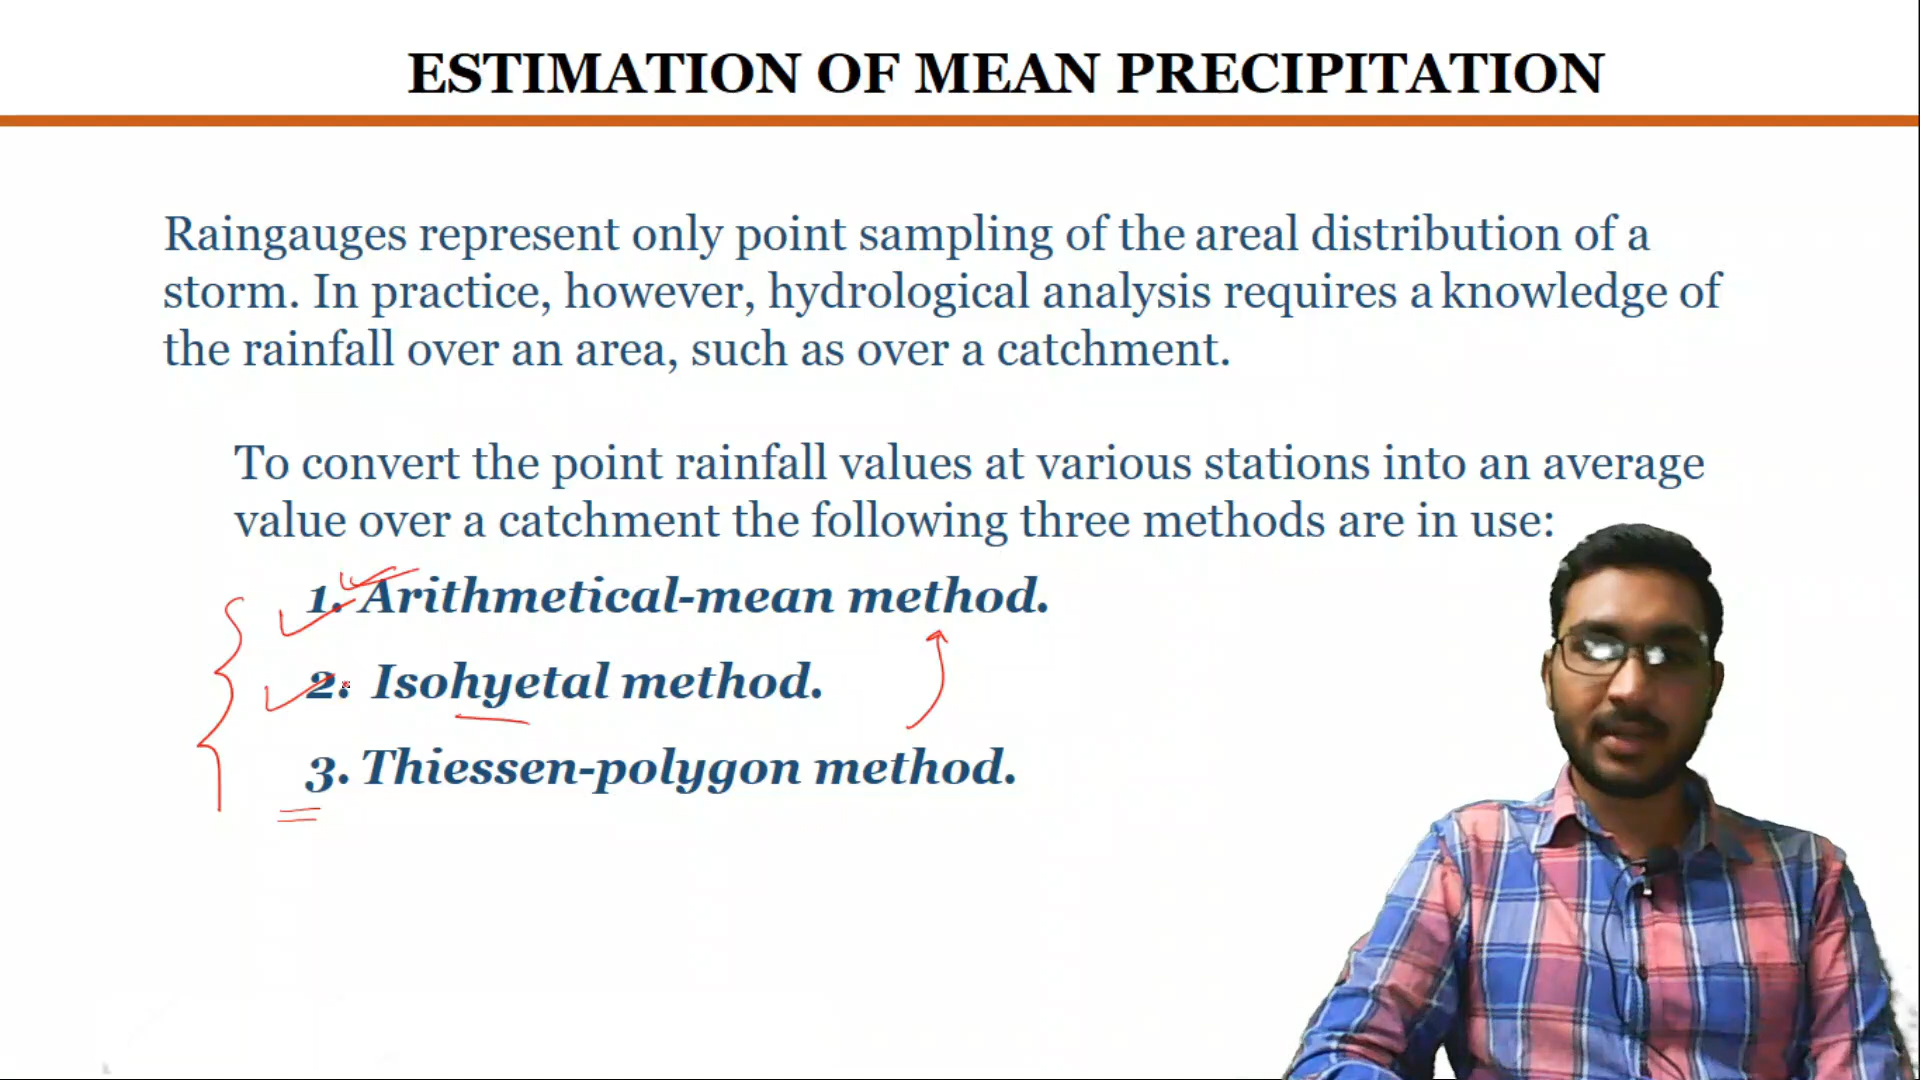 ESTIMATION OF MEAN PRECIPITATION
Raingauges represent only point sampling of the areal distribution of a
storm. In practice, however, hydrological analysis requires a knowledge of
the rainfall over an area, such as over a catchment.
To convert the point rainfall values at various stations into an average
value over a catchment the following three methods are in use:
1. Arithmetical-mean method.
2. Isohyetal method.
3. Thiessen-polygon method.